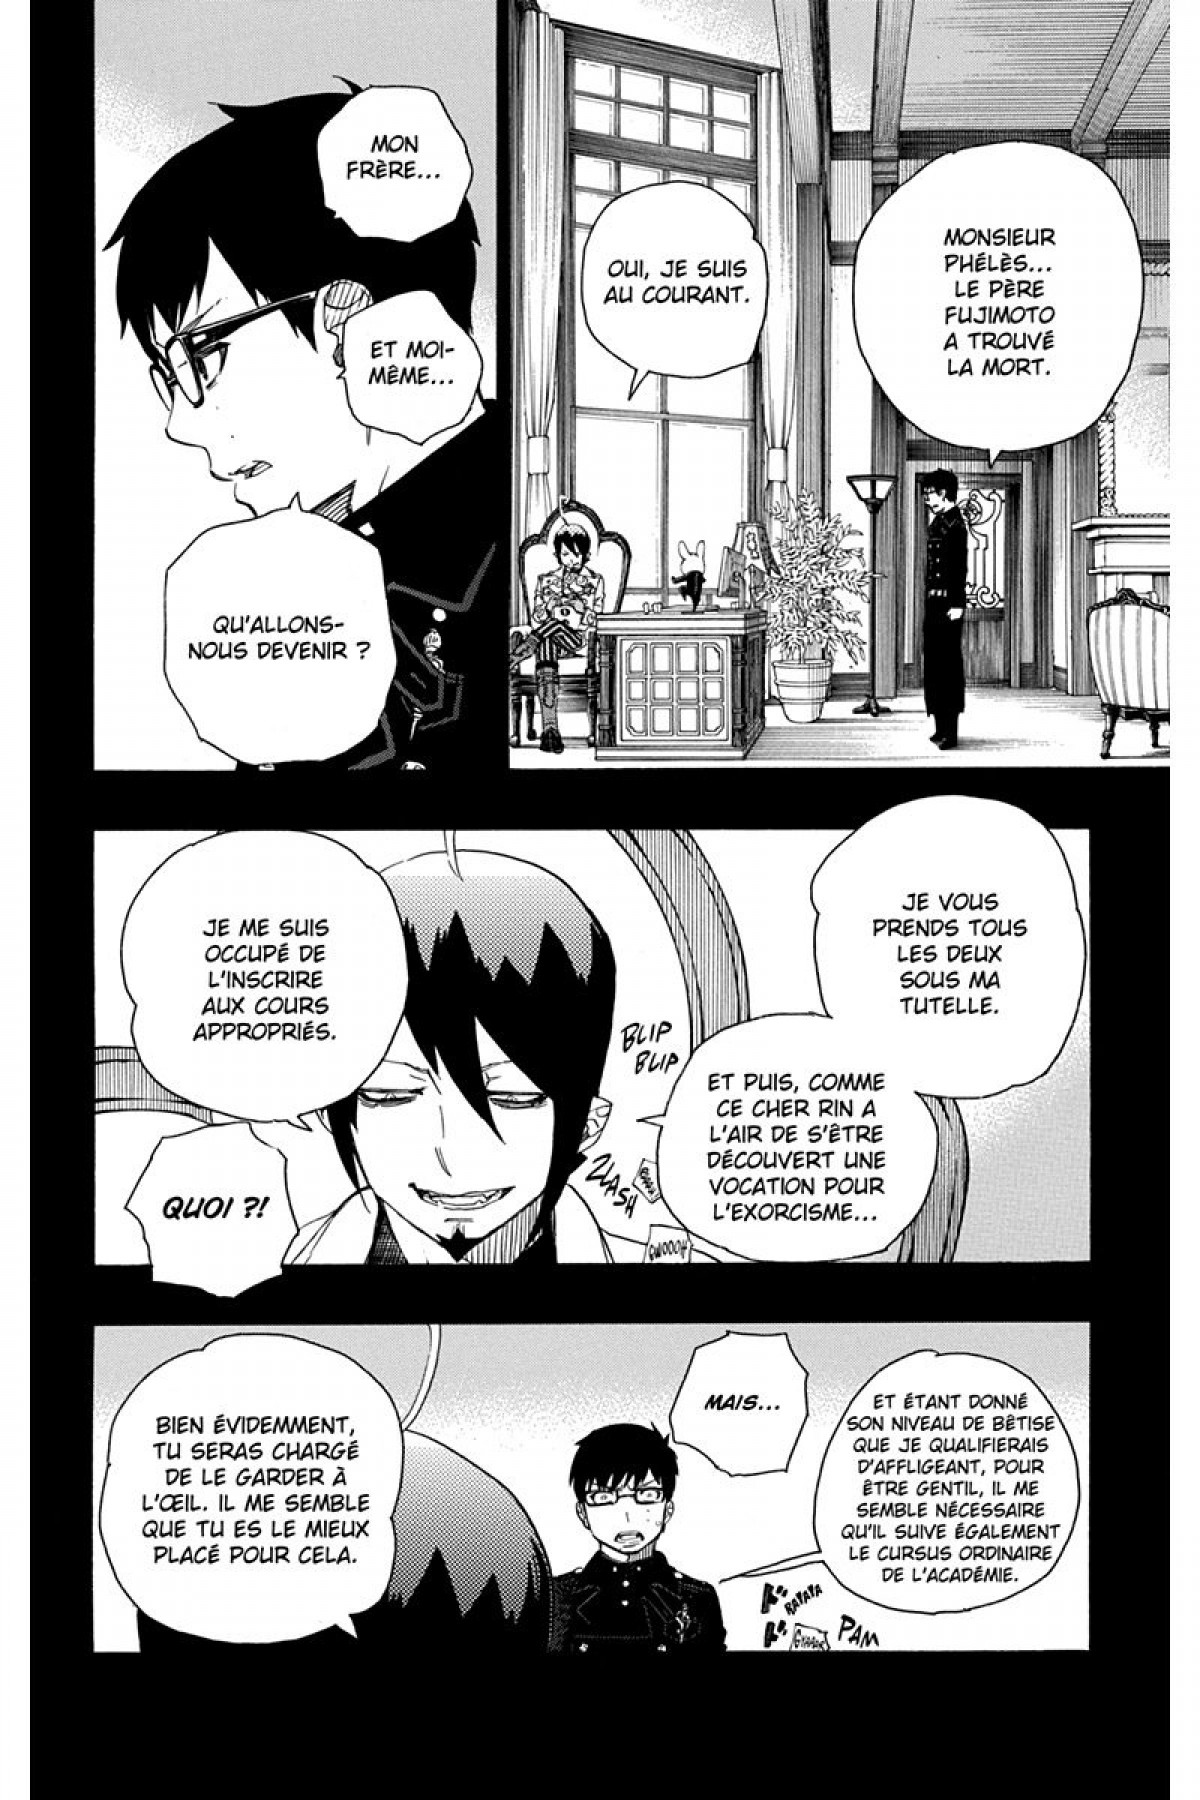 MONSIEUR
PHÉLÈS...
LE PÈRE
FUJIMOTO
A TROUVÉ
LA MORT.
OUI, JE SUIS
AU COURANT.
MON
FRÈRE...
ET MOI-
MÊME...
QU'ALLONS-
NOUS DEVENIR ?
JE VOUS
PRENDS TOUS
LES DEUX
SOUS MA
TUTELLE.
ET PUIS, COMME
CE CHER RIN A
L'AIR DE S'ÊTRE
DÉCOUVERT UNE
VOCATION POUR
L'EXORCISME...
BLIP
BLIP
ZLASH
GWOOOH
JE ME SUIS
OCCUPÉ DE
L'INSCRIRE
AUX COURS
APPROPRIÉS.
QUOI ?!
ET ÉTANT DONNÉ
SON NIVEAU DE BÊTISE
QUE JE QUALIFIERAIS
D'AFFLIGEANT, POUR
ÊTRE GENTIL, IL ME
SEMBLE NÉCESSAIRE
QU'IL SUIVE ÉGALEMENT
LE CURSUS ORDINAIRE
DE L'ACADÉMIE.
MAIS...
ド
ド
RATATA
PAM
BIEN ÉVIDEMMENT,
TU SERAS CHARGÉ
DE LE GARDER À
L'ŒIL. IL ME SEMBLE
QUE TU ES LE MIEUX
PLACÉ POUR CELA.